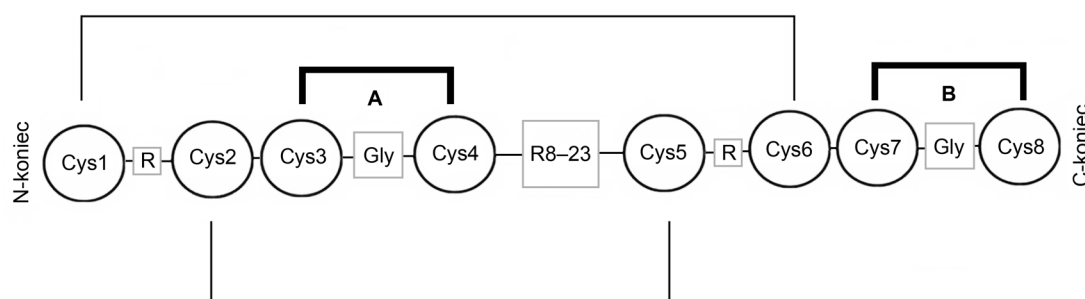 A
B
N-koniec
Cys1
R
Cys2
Cys3
Gly
Cys4
R8–23
Cys5
R
Cys6
Cys7
Gly
Cys8
C-koniec